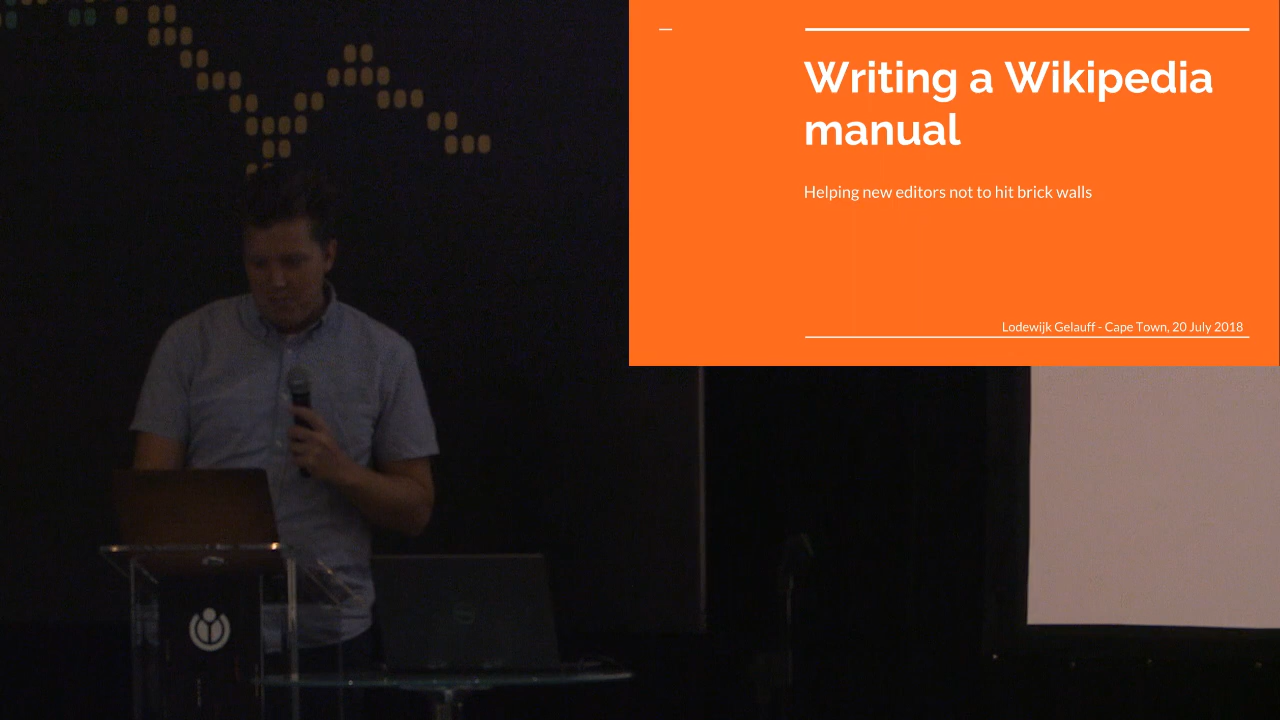 Writing a Wikipedia
manual
Helping new editors not to hit brick walls
Lodewijk Gelauff - Cape Town, 20 July 2018